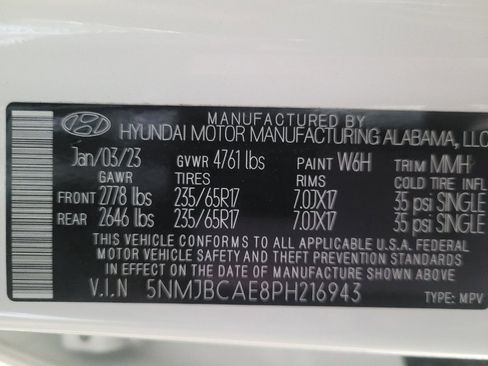 MANUFACTURED BY
HYUNDAI MOTOR MANUFACTURING ALABAMA, LLC
Jan/03/23 GVWR 4761 lbs PAINT W6H TRIM MMH
GAWR TIRES RIMS COLD TIRE INFL
FRONT 2778 lbs 235/65R17 7.0JX17 35 psi SINGLE
REAR 2646 lbs 235/65R17 7.0JX17 35 psi SINGLE
THIS VEHICLE CONFORMS TO ALL APPLICABLE U.S.A. FEDERAL
MOTOR VEHICLE SAFETY AND THEFT PREVENTION STANDARDS
IN EFFECT ON THE DATE OF MANUFACTURE SHOWN ABOVE.
V.I.N 5NMJBCAE8PH216943 TYPE: MPV